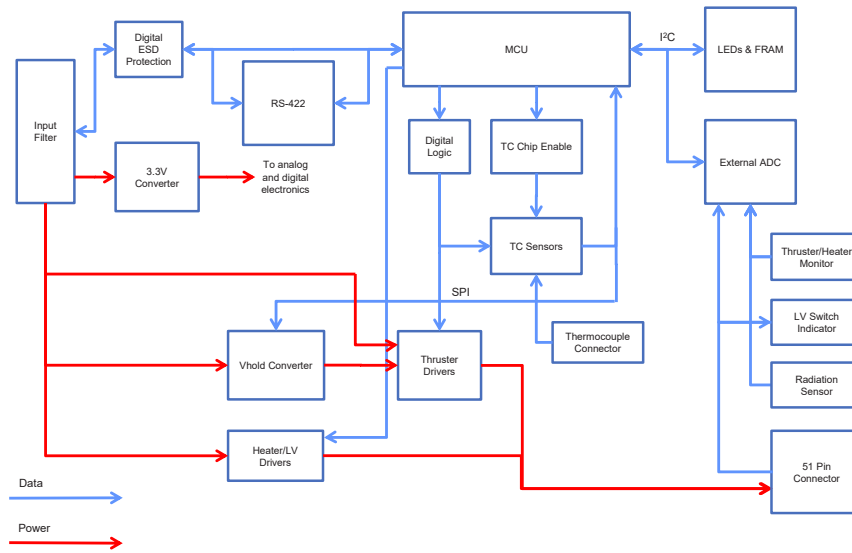 Digital
ESD
Protection
MCU
I²C
LEDs & FRAM
RS-422
Input
Filter
Digital
Logic
TC Chip Enable
External ADC
3.3V
Converter
To analog
and digital
electronics
TC Sensors
Thruster/Heater
Monitor
SPI
LV Switch
Indicator
Thermocouple
Connector
Vhold Converter
Thruster
Drivers
Radiation
Sensor
Heater/LV
Drivers
51 Pin
Connector
Data
Power